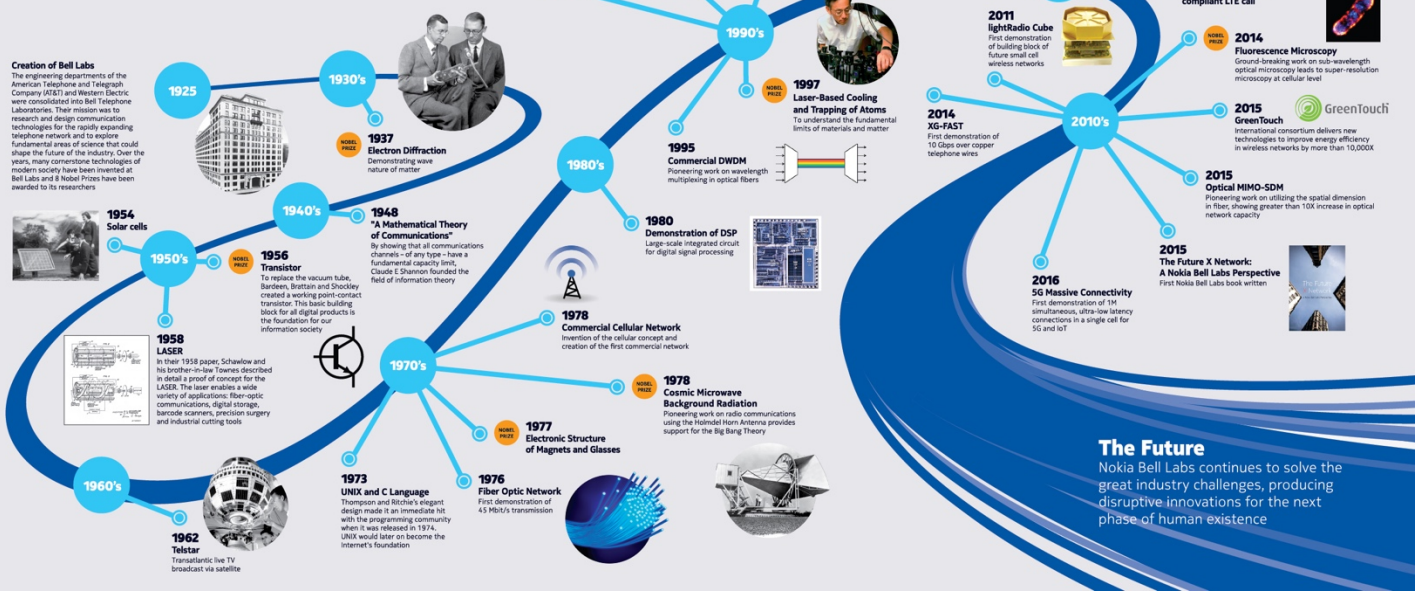 Creation of Bell Labs
The engineering departments of the
American Telephone and Telegraph
Company (AT&T) and Western Electric
were consolidated into Bell Telephone
Laboratories. Their mission was to
research and design communication
technologies for the rapidly expanding
telephone network and to explore
fundamental areas of science that could
shape the future of the industry. Over the
years, many cornerstone technologies of
modern society have been invented at
Bell Labs and 8 Nobel Prizes have been
awarded to its researchers
1925
1930's
NOBEL
PRIZE
1937
Electron Diffraction
Demonstrating wave
nature of matter
1940's
1948
"A Mathematical Theory
of Communications"
By showing that all communications
channels – of any type – have a
fundamental capacity limit,
Claude E Shannon founded the
field of information theory
1950's
1954
Solar cells
NOBEL
PRIZE
1956
Transistor
To replace the vacuum tube,
Bardeen, Brattain and Shockley
created a working point-contact
transistor. This basic building
block for all digital products is
the foundation for our
information society
1958
LASER
In their 1958 paper, Schawlow and
his brother-in-law Townes described
in detail a proof of concept for the
LASER. The laser enables a wide
variety of applications: fiber-optic
communications, digital storage,
barcode scanners, precision surgery
and industrial cutting tools
1960's
1962
Telstar
Transatlantic live TV
broadcast via satellite
1970's
1973
UNIX and C Language
Thompson and Ritchie's elegant
design made it an immediate hit
with the programming community
when it was released in 1974.
UNIX would later on become the
Internet's foundation
1976
Fiber Optic Network
First demonstration of
45 Mbit/s transmission
NOBEL
PRIZE
1977
Electronic Structure
of Magnets and Glasses
NOBEL
PRIZE
1978
Cosmic Microwave
Background Radiation
Pioneering work on radio communications
using the Holmdel Horn Antenna provides
support for the Big Bang Theory
1978
Commercial Cellular Network
Invention of the cellular concept and
creation of the first commercial network
1980's
1980
Demonstration of DSP
Large-scale integrated circuit
for digital signal processing
1990's
1995
Commercial DWDM
Pioneering work on wavelength
multiplexing in optical fibers
NOBEL
PRIZE
1997
Laser-Based Cooling
and Trapping of Atoms
To understand the fundamental
limits of materials and matter
2010's
2011
lightRadio Cube
First demonstration
of building block of
future small cell
wireless networks
2014
XG-FAST
First demonstration of
10 Gbps over copper
telephone wires
compliant LTE call
NOBEL
PRIZE
2014
Fluorescence Microscopy
Ground-breaking work on sub-wavelength
optical microscopy leads to super-resolution
microscopy at cellular level
2015
GreenTouch
International consortium delivers new
technologies to improve energy efficiency
in wireless networks by more than 10,000X
GreenTouch
2015
Optical MIMO-SDM
Pioneering work on utilizing the spatial dimension
in fiber, showing greater than 10X increase in optical
network capacity
2015
The Future X Network:
A Nokia Bell Labs Perspective
First Nokia Bell Labs book written
2016
5G Massive Connectivity
First demonstration of 1M
simultaneous, ultra-low latency
connections in a single cell for
5G and IoT
The Future
Nokia Bell Labs continues to solve the
great industry challenges, producing
disruptive innovations for the next
phase of human existence